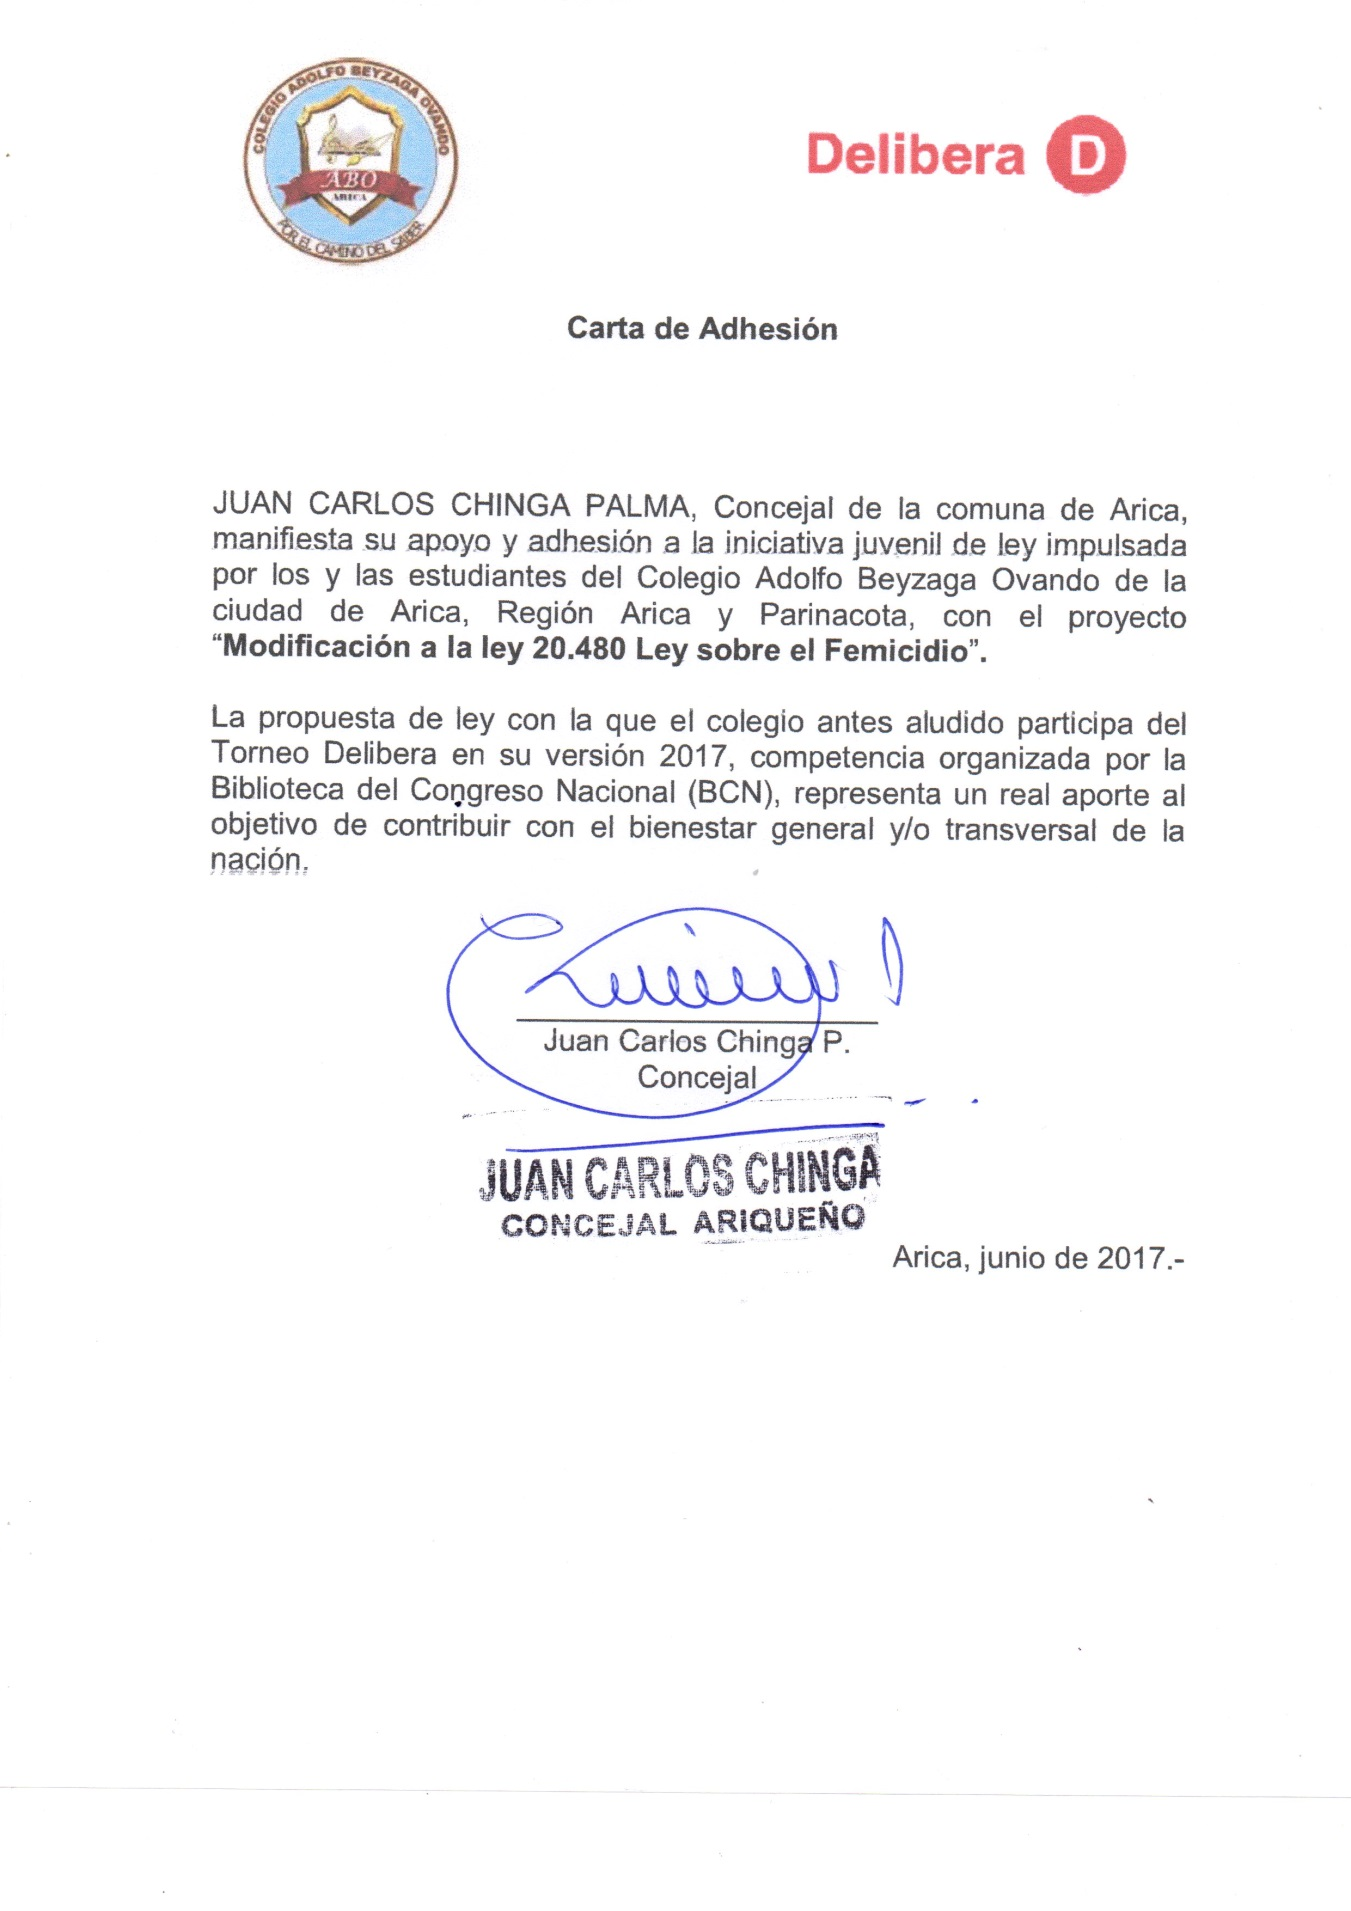 COLEGIO ADOLFO BEYZAGA OVANDO
ABO
ARICA
POR EL CAMINO DEL SABER
Delibera D
Carta de Adhesión
JUAN CARLOS CHINGA PALMA, Concejal de la comuna de Arica,
manifiesta su apoyo y adhesión a la iniciativa juvenil de ley impulsada
por los y las estudiantes del Colegio Adolfo Beyzaga Ovando de la
ciudad de Arica, Región Arica y Parinacota, con el proyecto
“Modificación a la ley 20.480 Ley sobre el Femicidio”.
La propuesta de ley con la que el colegio antes aludido participa del
Torneo Delibera en su versión 2017, competencia organizada por la
Biblioteca del Congreso Nacional (BCN), representa un real aporte al
objetivo de contribuir con el bienestar general y/o transversal de la
nación.
Juan Carlos Chinga P.
Concejal
JUAN CARLOS CHINGA
CONCEJAL ARIQUEÑO
Arica, junio de 2017.-